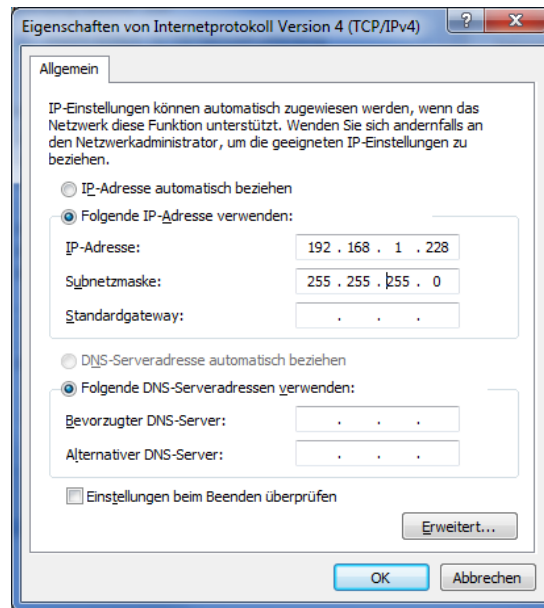 Eigenschaften von Internetprotokoll Version 4 (TCP/IPv4)
?
Allgemein
IP-Einstellungen können automatisch zugewiesen werden, wenn das
Netzwerk diese Funktion unterstützt. Wenden Sie sich andernfalls an
den Netzwerkadministrator, um die geeigneten IP-Einstellungen zu
beziehen.
IP-Adresse automatisch beziehen
Folgende IP-Adresse verwenden:
IP-Adresse: 192 . 168 . 1 . 228
Subnetzmaske: 255 . 255 . 255 . 0
Standardgateway: . . .
DNS-Serveradresse automatisch beziehen
Folgende DNS-Serveradressen verwenden:
Bevorzugter DNS-Server: . . .
Alternativer DNS-Server: . . .
Einstellungen beim Beenden überprüfen
Erweitert...
OK Abbrechen